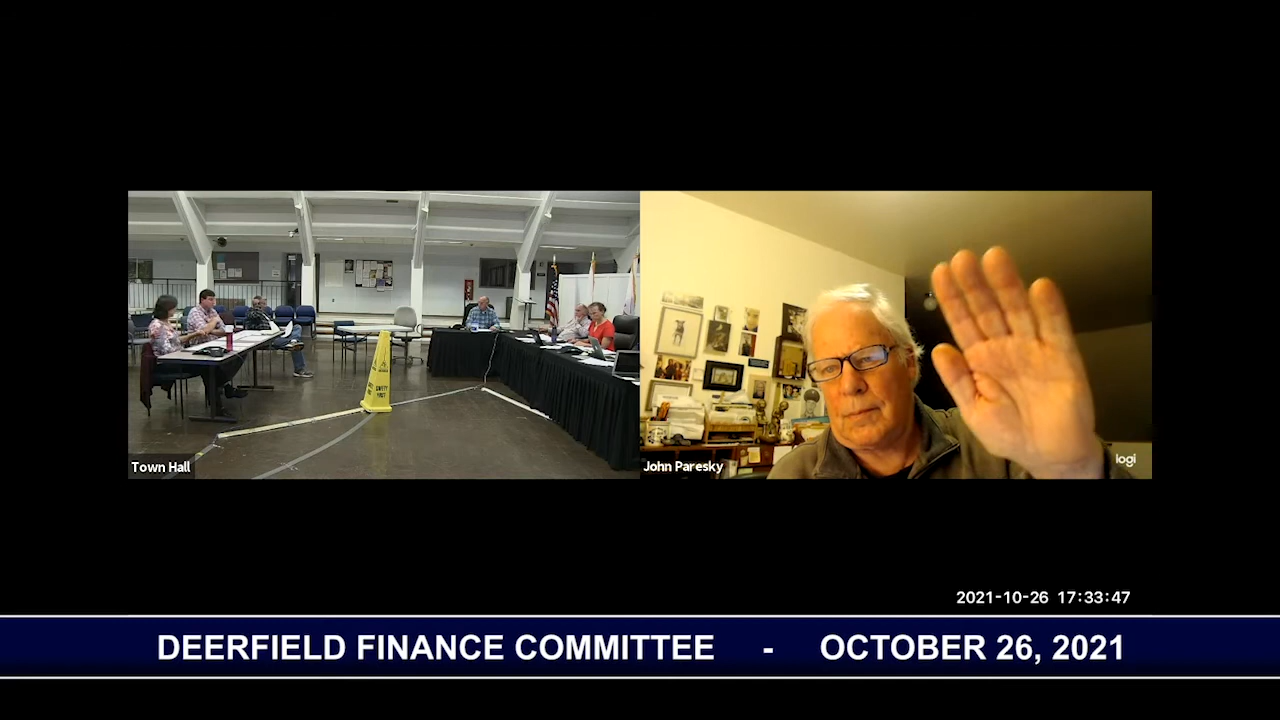 Town Hall
John Paresky
logi
2021-10-26 17:33:47
DEERFIELD FINANCE COMMITTEE - OCTOBER 26, 2021